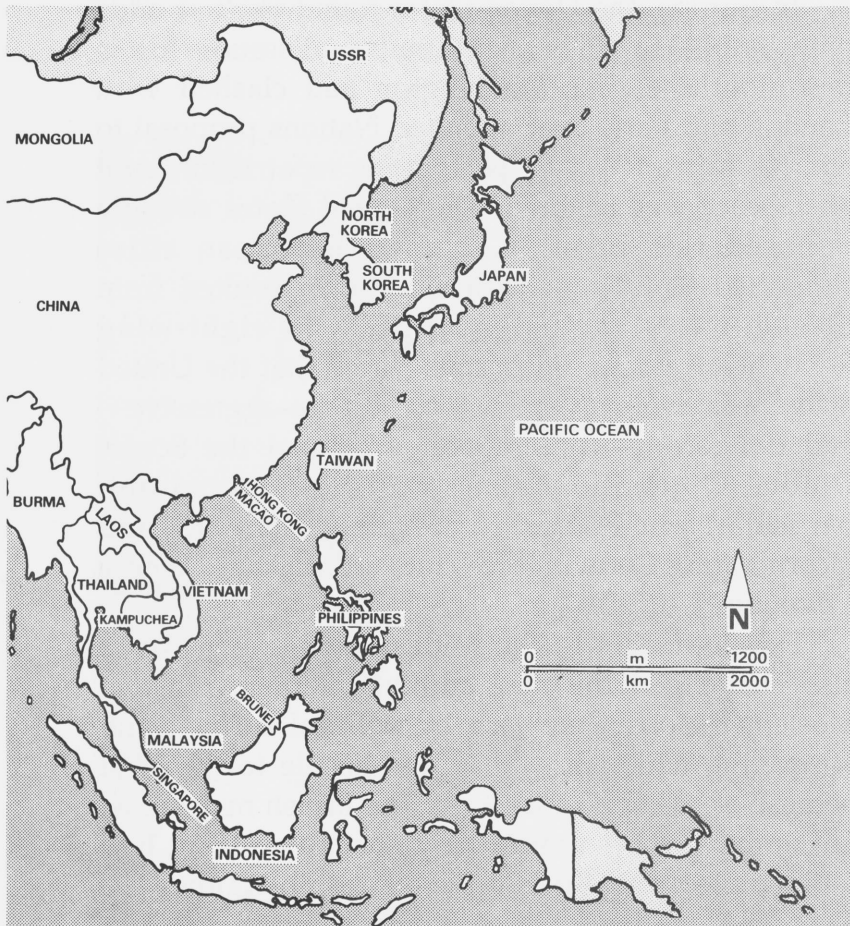 USSR
MONGOLIA
NORTH
KOREA
SOUTH
KOREA
JAPAN
CHINA
PACIFIC OCEAN
TAIWAN
HONG KONG
MACAO
BURMA
LAOS
THAILAND
VIETNAM
KAMPUCHEA
PHILIPPINES
N
0 m 1200
0 km 2000
BRUNEI
MALAYSIA
SINGAPORE
INDONESIA